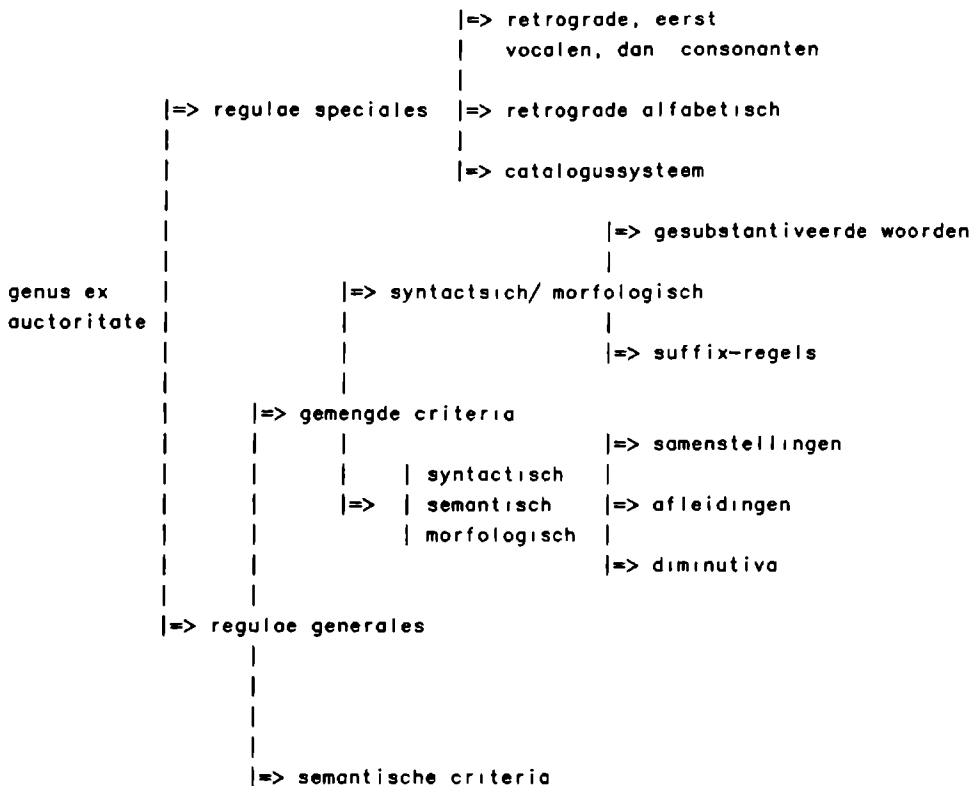 |=> retrograde, eerst
vocalen, dan consonanten
|=> regulae speciales |=> retrograde alfabetisch
|=> catalogussysteem
|=> gesubstantiveerde woorden
genus ex |=> syntactsich/ morfologisch
auctoritate
|=> suffix-regels
|=> gemengde criteria
|=> samenstellingen
| syntactisch
|=> | semantisch |=> afleidingen
| morfologisch
|=> diminutiva
|=> regulae generales
|=> semantische criteria